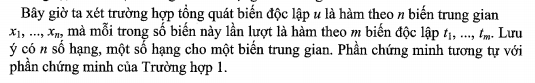 Bây giờ ta xét trường hợp tổng quát biến độc lập u là hàm theo n biến trung gian
x₁, ..., xₙ, mà mỗi trong số biến này lần lượt là hàm theo m biến độc lập t₁, ..., tₘ. Lưu
ý có n số hạng, một số hạng cho một biến trung gian. Phần chứng minh tương tự với
phần chứng minh của Trường hợp 1.